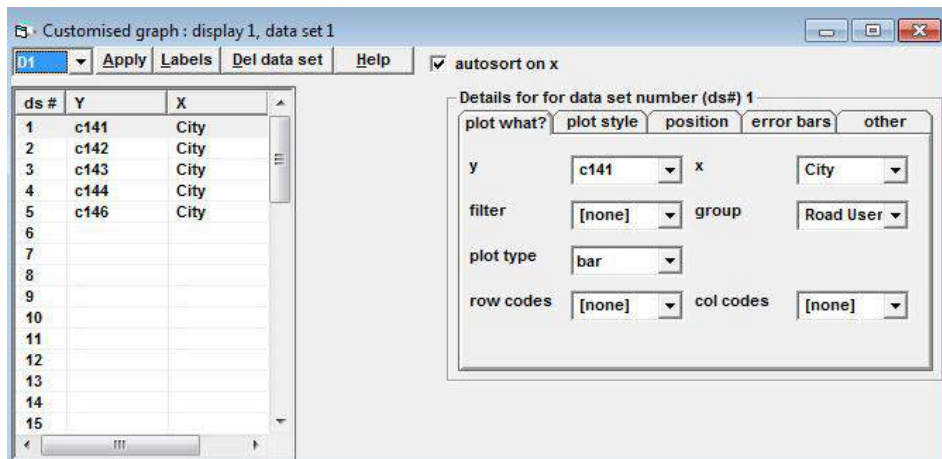 Customised graph : display 1, data set 1
D1 Apply Labels Del data set Help autosort on x
ds # Y X
1 c141 City
2 c142 City
3 c143 City
4 c144 City
5 c146 City
6
7
8
9
10
11
12
13
14
15
Details for for data set number (ds#) 1
plot what? plot style position error bars other
y c141 x City
filter [none] group Road User
plot type bar
row codes [none] col codes [none]